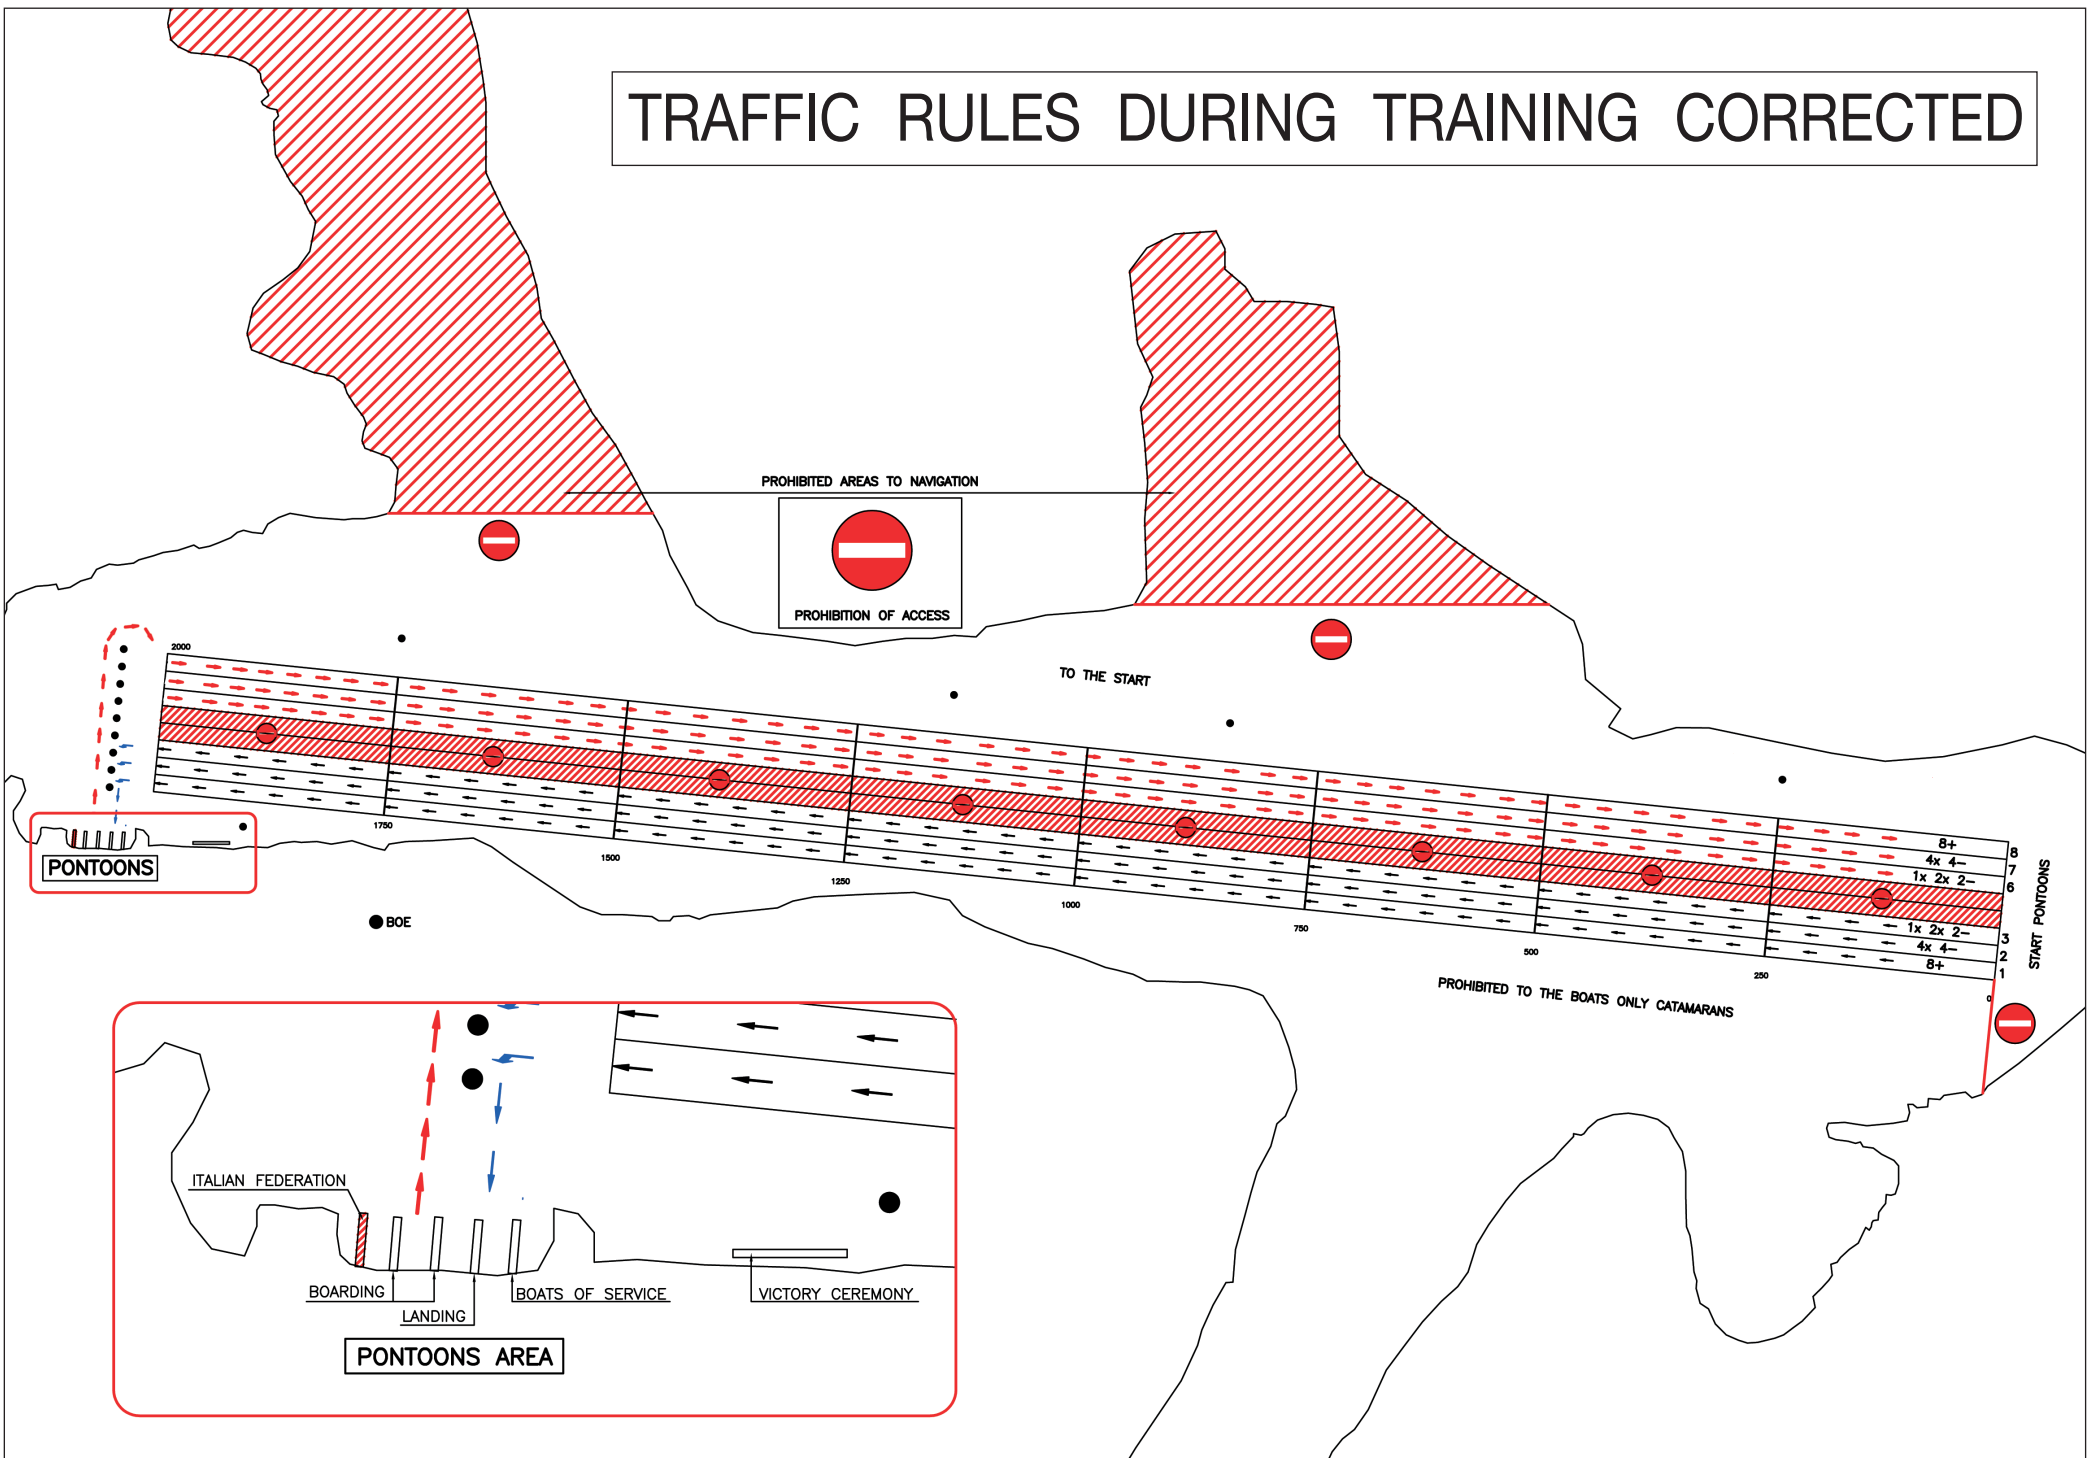 TRAFFIC RULES DURING TRAINING CORRECTED
PROHIBITED AREAS TO NAVIGATION
PROHIBITION OF ACCESS
TO THE START
2000
1750
1500
1250
1000
750
500
250
0
8+
4x 4-
1x 2x 2-
1x 2x 2-
4x 4-
8+
8
7
6
3
2
1
START PONTOONS
PROHIBITED TO THE BOATS ONLY CATAMARANS
PONTOONS
BOE
ITALIAN FEDERATION
BOARDING
LANDING
BOATS OF SERVICE
VICTORY CEREMONY
PONTOONS AREA